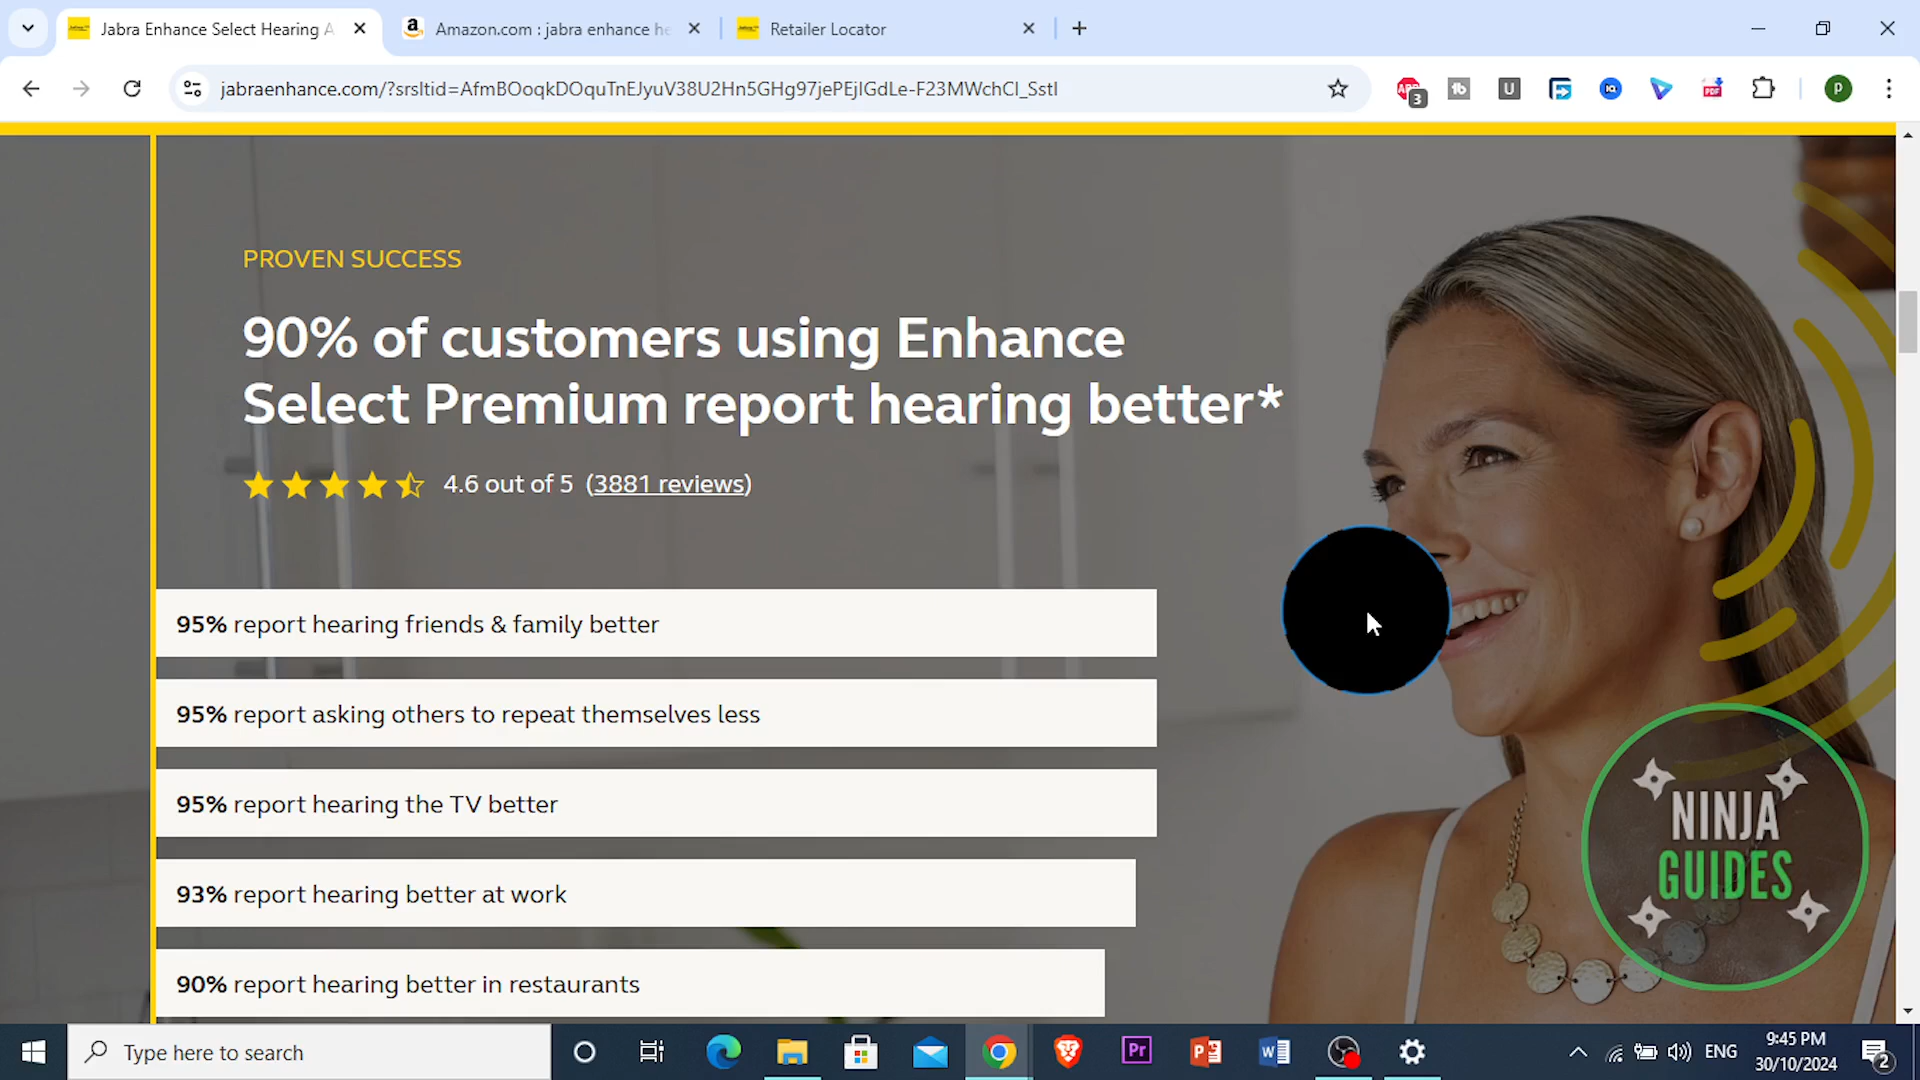 Jabra Enhance Select Hearing A
Amazon.com : jabra enhance he
Retailer Locator
jabraenhance.com/?srsltid=AfmBOoqkDOquTnEJyuV38U2Hn5GHg97jePEjIGdLe-F23MWchCI_Sstl
3
PROVEN SUCCESS
90% of customers using Enhance
Select Premium report hearing better*
4.6 out of 5 (3881 reviews)
95% report hearing friends & family better
95% report asking others to repeat themselves less
95% report hearing the TV better
93% report hearing better at work
90% report hearing better in restaurants
NINJA
GUIDES
Type here to search
ENG
9:45 PM
30/10/2024
2